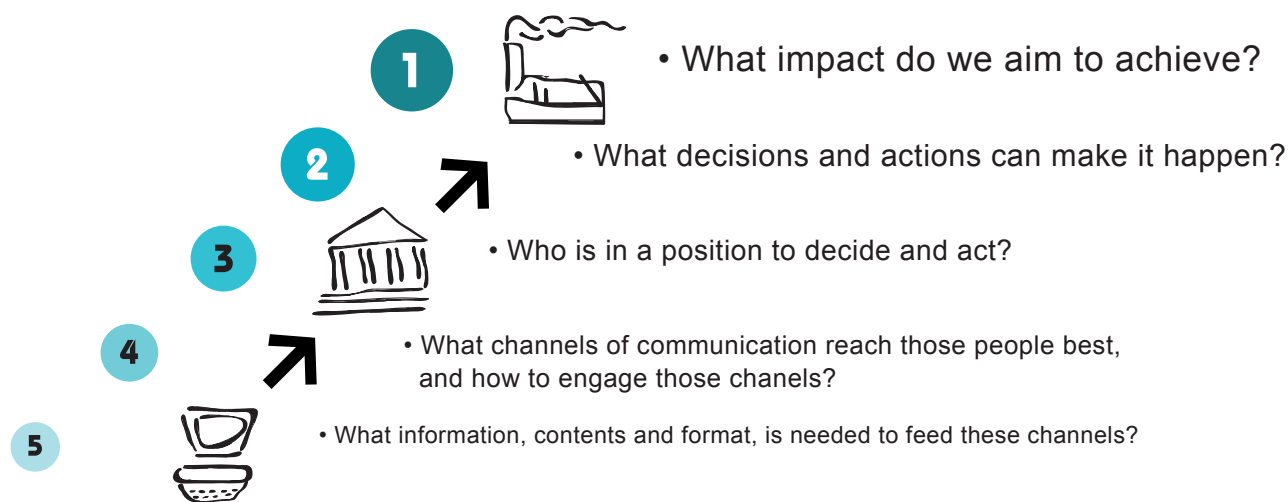 1
• What impact do we aim to achieve?
2
• What decisions and actions can make it happen?
3
• Who is in a position to decide and act?
4
• What channels of communication reach those people best,
and how to engage those chanels?
5
• What information, contents and format, is needed to feed these channels?